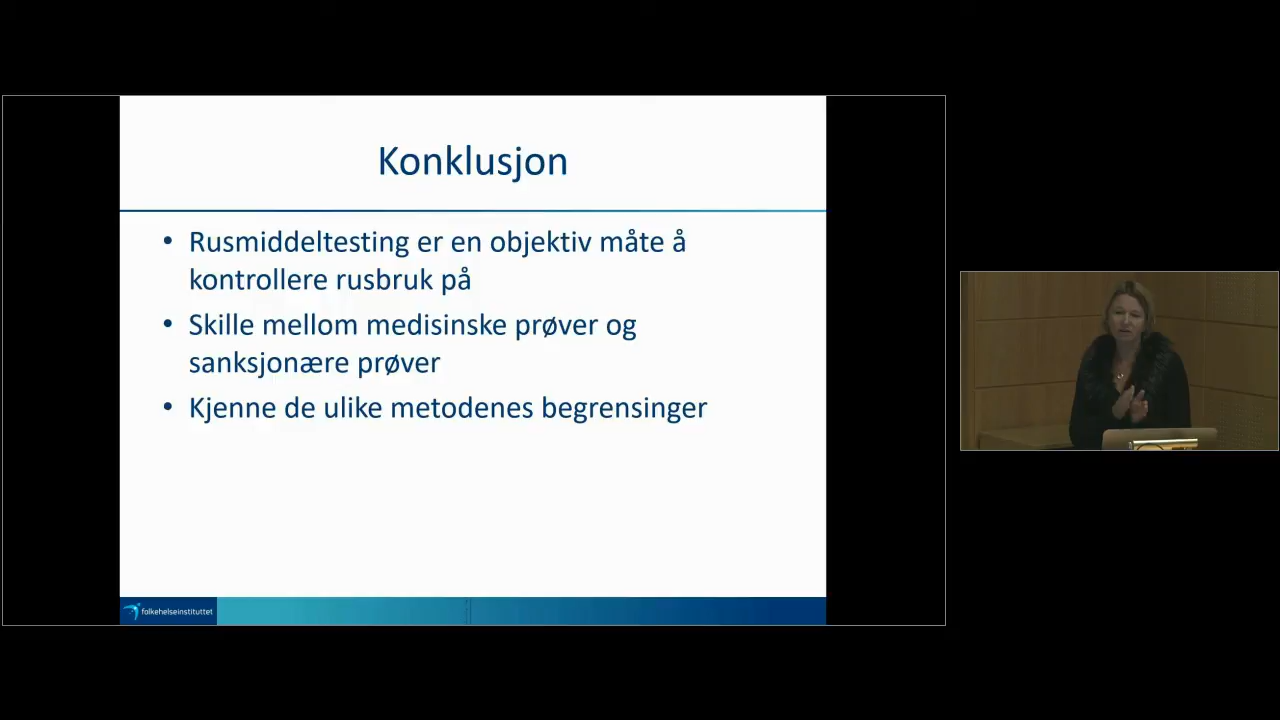 Konklusjon
• Rusmiddeltesting er en objektiv måte å
kontrollere rusbruk på
• Skille mellom medisinske prøver og
sanksjonære prøver
• Kjenne de ulike metodenes begrensinger
folkehelseinstituttet